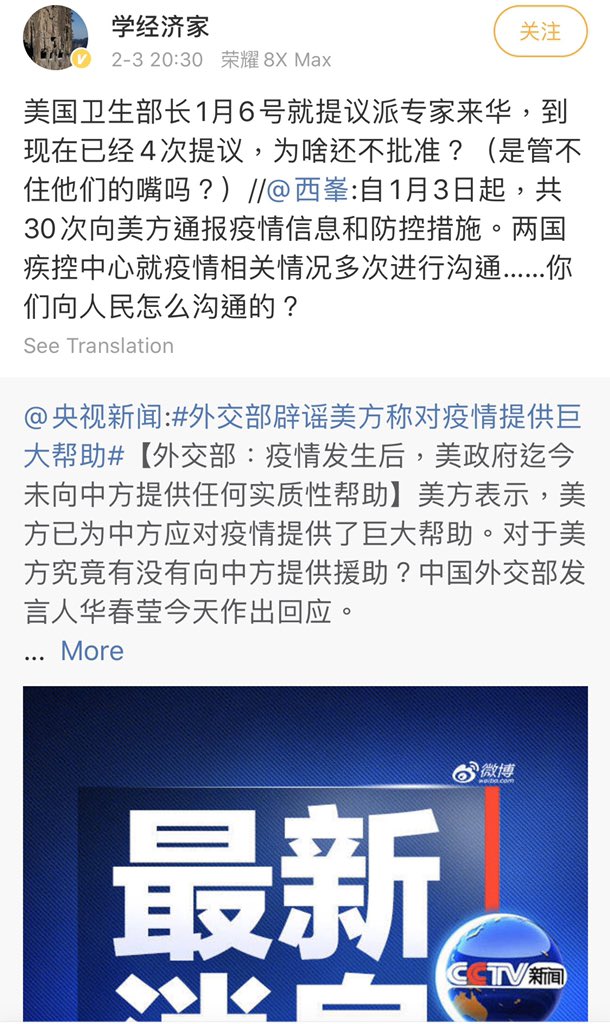 学经济家
2-3 20:30 荣耀8X Max
关注
美国卫生部长1月6号就提议派专家来华，到
现在已经4次提议，为啥还不批准？（是管不
住他们的嘴吗？）//@西峯:自1月3日起，共
30次向美方通报疫情信息和防控措施。两国
疾控中心就疫情相关情况多次进行沟通……你
们向人民怎么沟通的？
See Translation
@央视新闻:#外交部辟谣美方称对疫情提供巨
大帮助#【外交部：疫情发生后，美政府迄今
未向中方提供任何实质性帮助】美方表示，美
方已为中方应对疫情提供了巨大帮助。对于美
方究竟有没有向中方提供援助？中国外交部发
言人华春莹今天作出回应。
... More
微博
weibo.com
最新
CCTV新闻